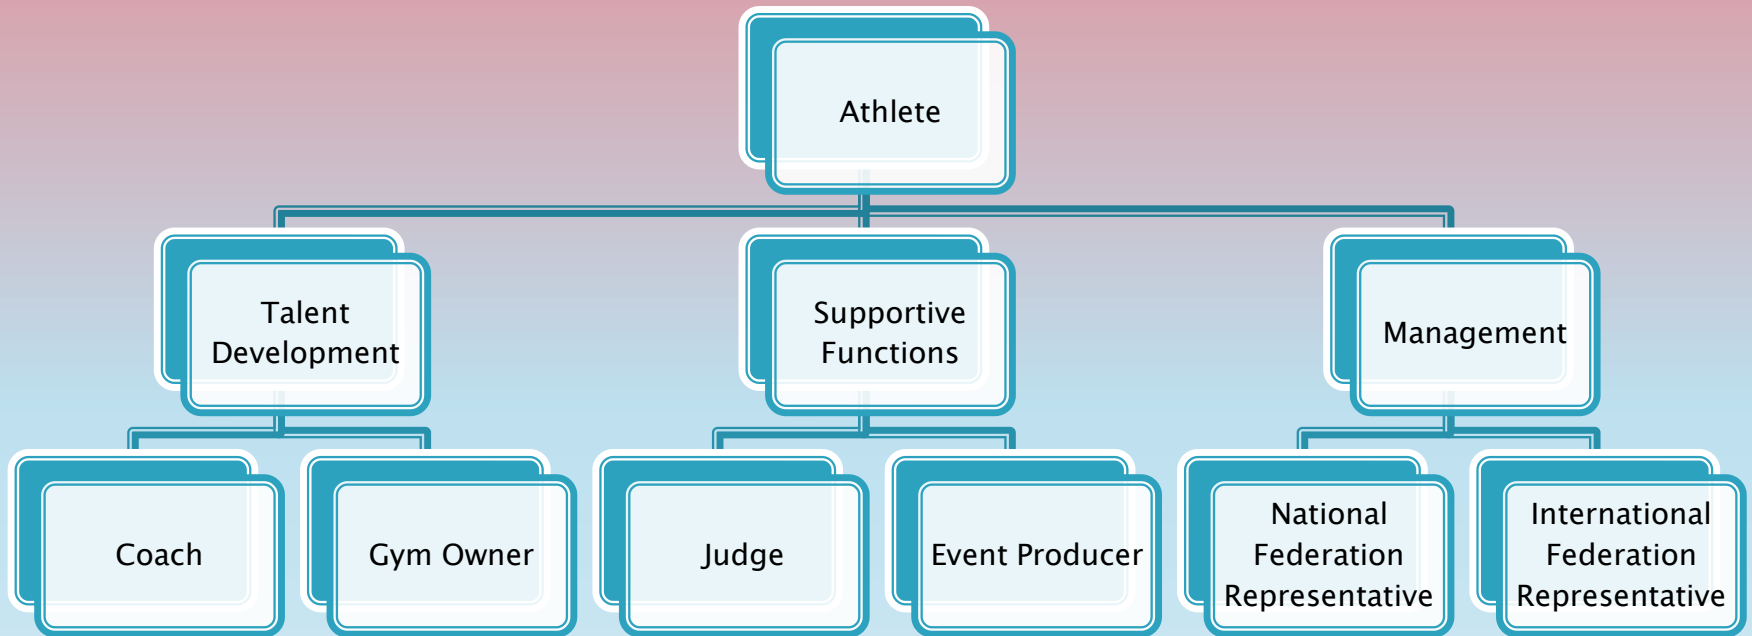 Athlete
Talent
Development
Supportive
Functions
Management
Coach
Gym Owner
Judge
Event Producer
National
Federation
Representative
International
Federation
Representative